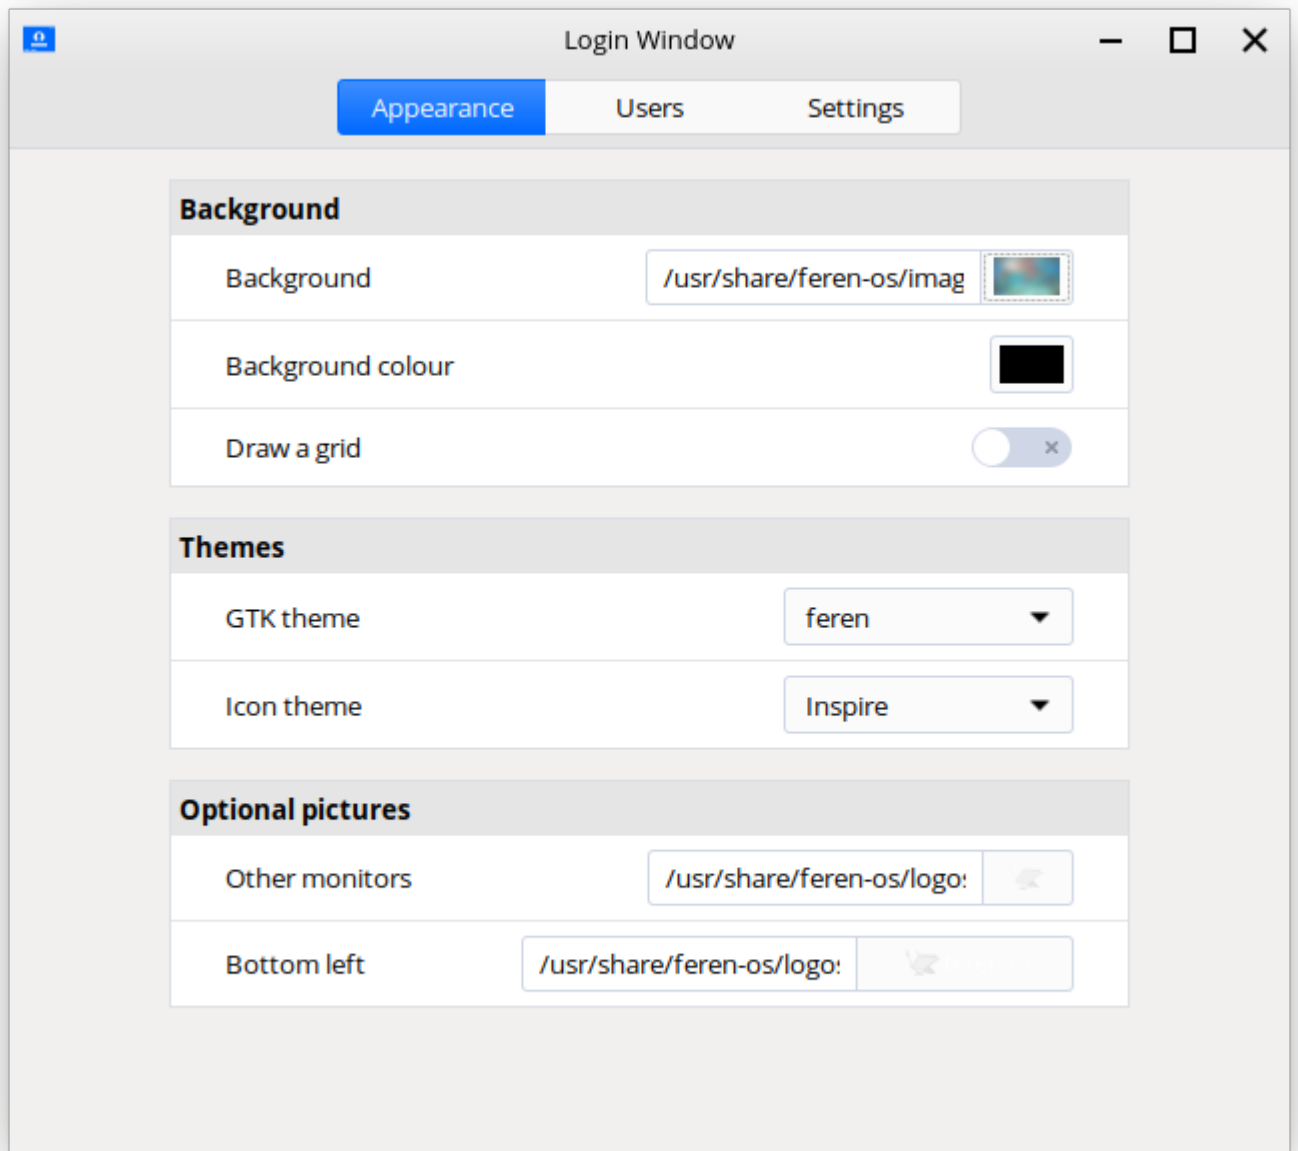 Login Window
Appearance Users Settings
Background
Background /usr/share/feren-os/imag
Background colour
Draw a grid
Themes
GTK theme feren
Icon theme Inspire
Optional pictures
Other monitors /usr/share/feren-os/logo
Bottom left /usr/share/feren-os/logo